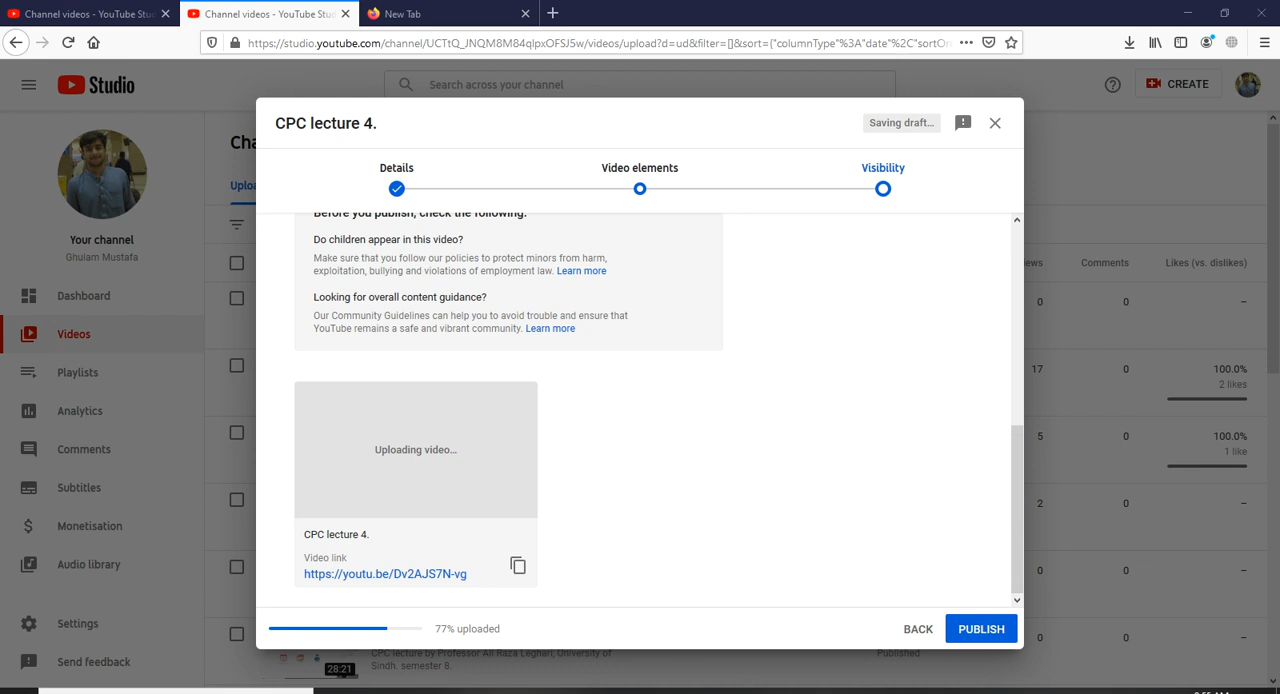 Channel videos - YouTube Stu
Channel videos - YouTube Stu
New Tab
https://studio.youtube.com/channel/UCTtQ_JNQM8M84qlpxOFSJ5w/videos/upload?d=ud&filter=[]&sort={"columnType"%3A"date"%2C"sortOr
Studio
Search across your channel
CREATE
Your channel
Ghulam Mustafa
Dashboard
Videos
Playlists
Analytics
Comments
Subtitles
Monetisation
Audio library
Settings
Send feedback
Cha
Uploa
CPC lecture 4.
Saving draft...
Details
Video elements
Visibility
Before you publish, check the following:
Do children appear in this video?
Make sure that you follow our policies to protect minors from harm,
exploitation, bullying and violations of employment law. Learn more
Looking for overall content guidance?
Our Community Guidelines can help you to avoid trouble and ensure that
YouTube remains a safe and vibrant community. Learn more
Uploading video...
CPC lecture 4.
Video link
https://youtu.be/Dv2AJS7N-vg
77% uploaded
BACK
PUBLISH
ews Comments Likes (vs. dislikes)
0 0 –
17 0 100.0%
2 likes
5 0 100.0%
1 like
2 0 –
0 0 –
0 0 –
CPC lecture by Professor Ali Raza Leghari, University of
Sindh. semester 8.
Published
28:21